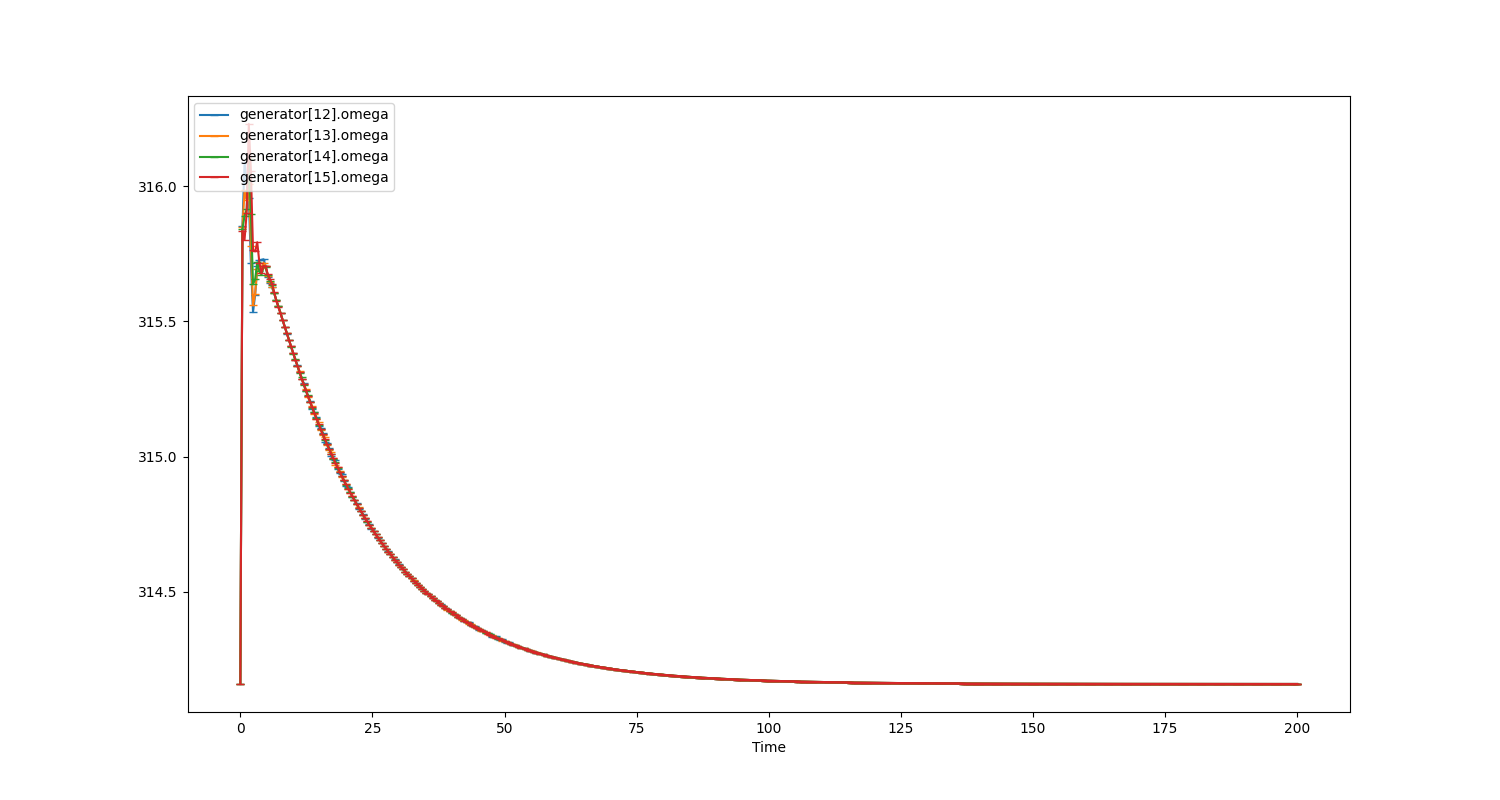 generator[12].omega
generator[13].omega
generator[14].omega
generator[15].omega
316.0
315.5
315.0
314.5
0 25 50 75 100 125 150 175 200
Time